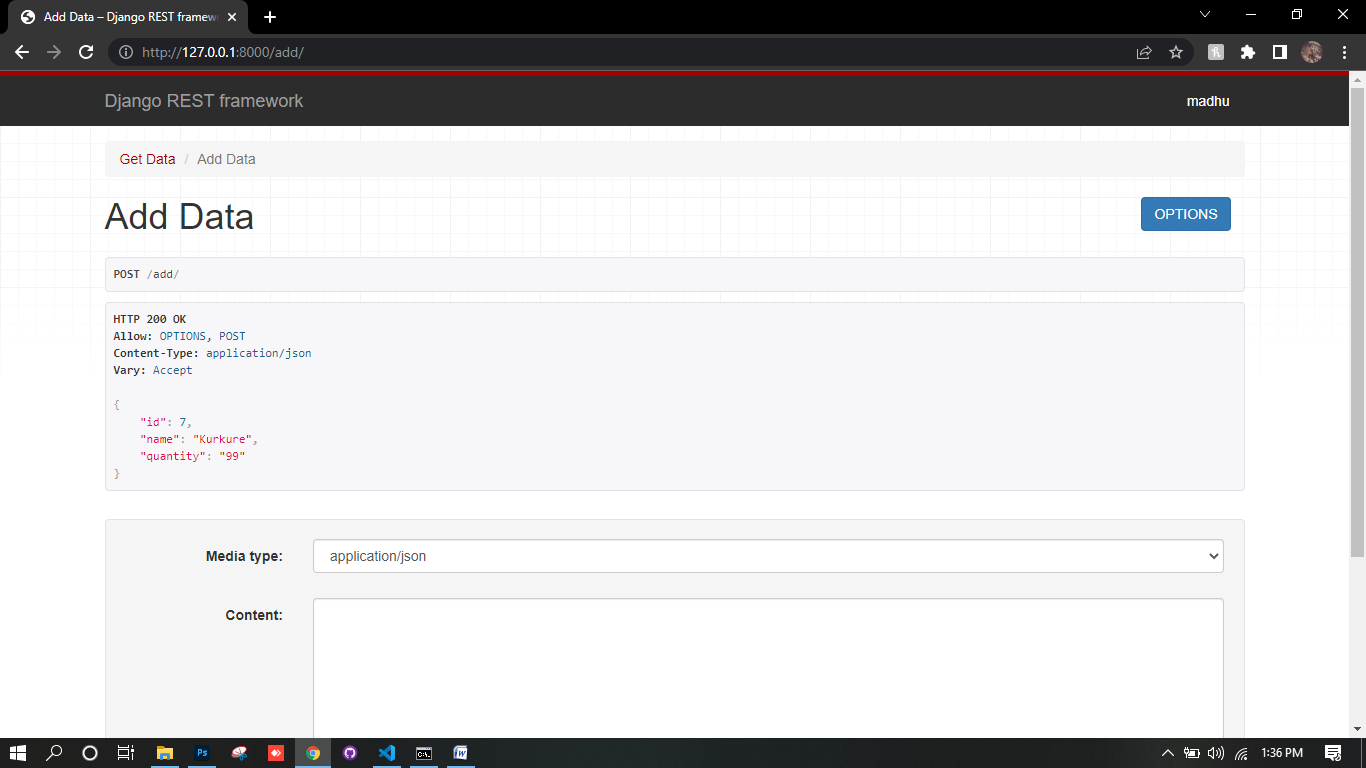 Add Data – Django REST framew
http://127.0.0.1:8000/add/
Django REST framework
madhu
Get Data / Add Data
Add Data
OPTIONS
POST /add/
HTTP 200 OK
Allow: OPTIONS, POST
Content-Type: application/json
Vary: Accept
{
"id": 7,
"name": "Kurkure",
"quantity": "99"
}
Media type:
application/json
Content:
Ps
1:36 PM